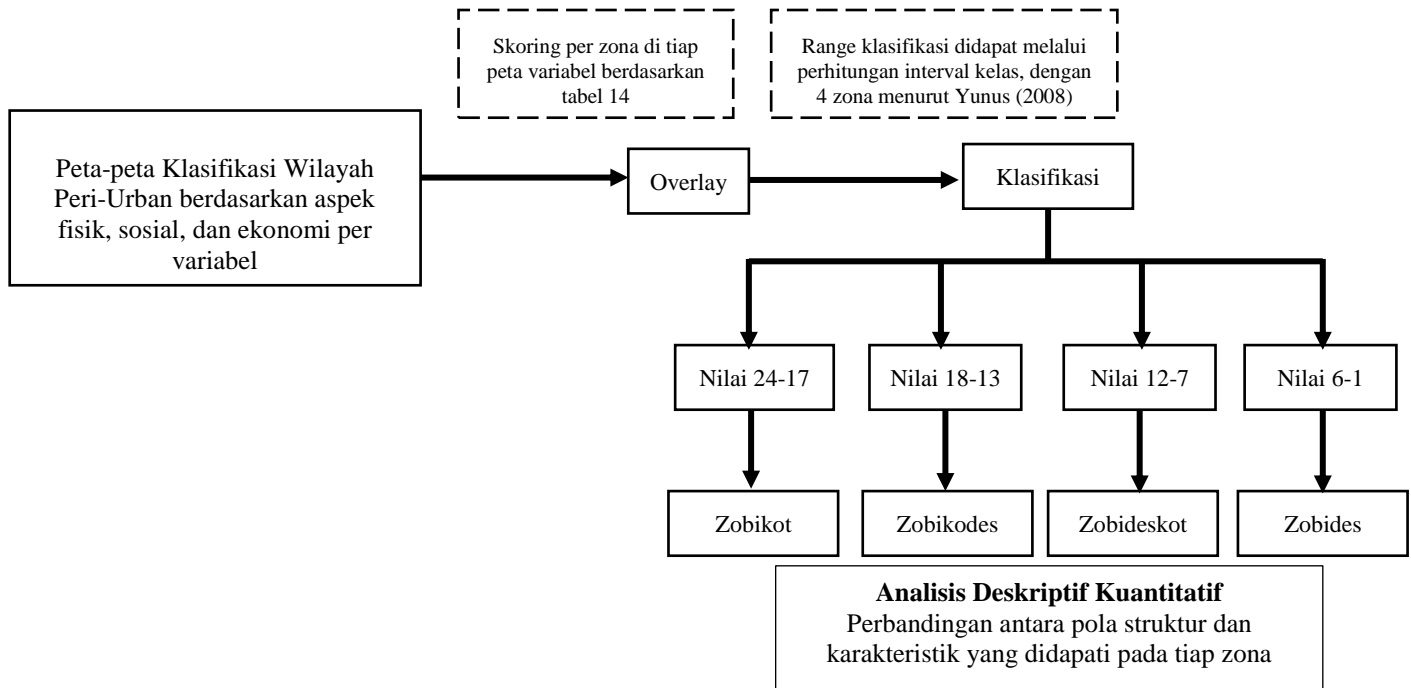 Skoring per zona di tiap
peta variabel berdasarkan
tabel 14
Range klasifikasi didapat melalui
perhitungan interval kelas, dengan
4 zona menurut Yunus (2008)
Peta-peta Klasifikasi Wilayah
Peri-Urban berdasarkan aspek
fisik, sosial, dan ekonomi per
variabel
Overlay
Klasifikasi
Nilai 24-17
Nilai 18-13
Nilai 12-7
Nilai 6-1
Zobikot
Zobikodes
Zobideskot
Zobides
Analisis Deskriptif Kuantitatif
Perbandingan antara pola struktur dan
karakteristik yang didapati pada tiap zona